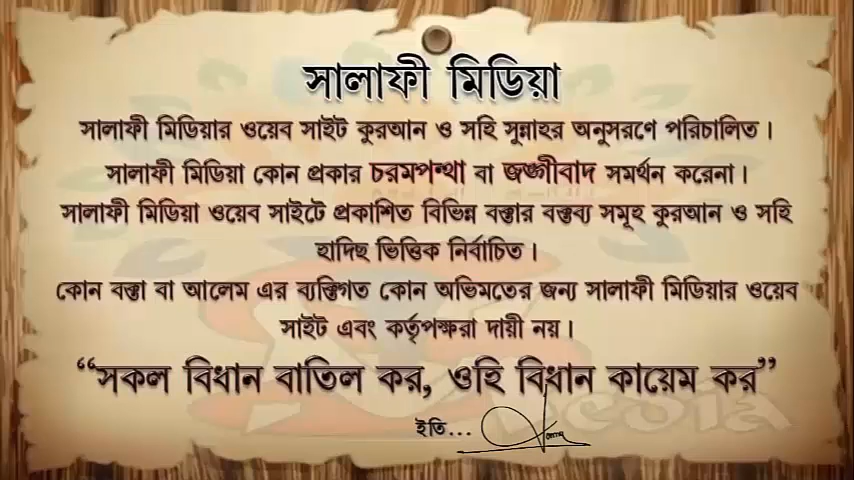 সালাফী মিডিয়া
সালাফী মিডিয়ার ওয়েব সাইট কুরআন ও সহি সুন্নাহর অনুসরণে পরিচালিত।
সালাফী মিডিয়া কোন প্রকার চরমপন্থা বা জঙ্গীবাদ সমর্থন করেনা।
সালাফী মিডিয়া ওয়েব সাইটে প্রকাশিত বিভিন্ন বক্তার বক্তব্য সমূহ কুরআন ও সহি
হাদিছ ভিত্তিক নির্বাচিত।
কোন বক্তা বা আলেম এর ব্যক্তিগত কোন অভিমতের জন্য সালাফী মিডিয়ার ওয়েব
সাইট এবং কর্তৃপক্ষরা দায়ী নয়।
“সকল বিধান বাতিল কর, ওহি বিধান কায়েম কর”
ইতি...